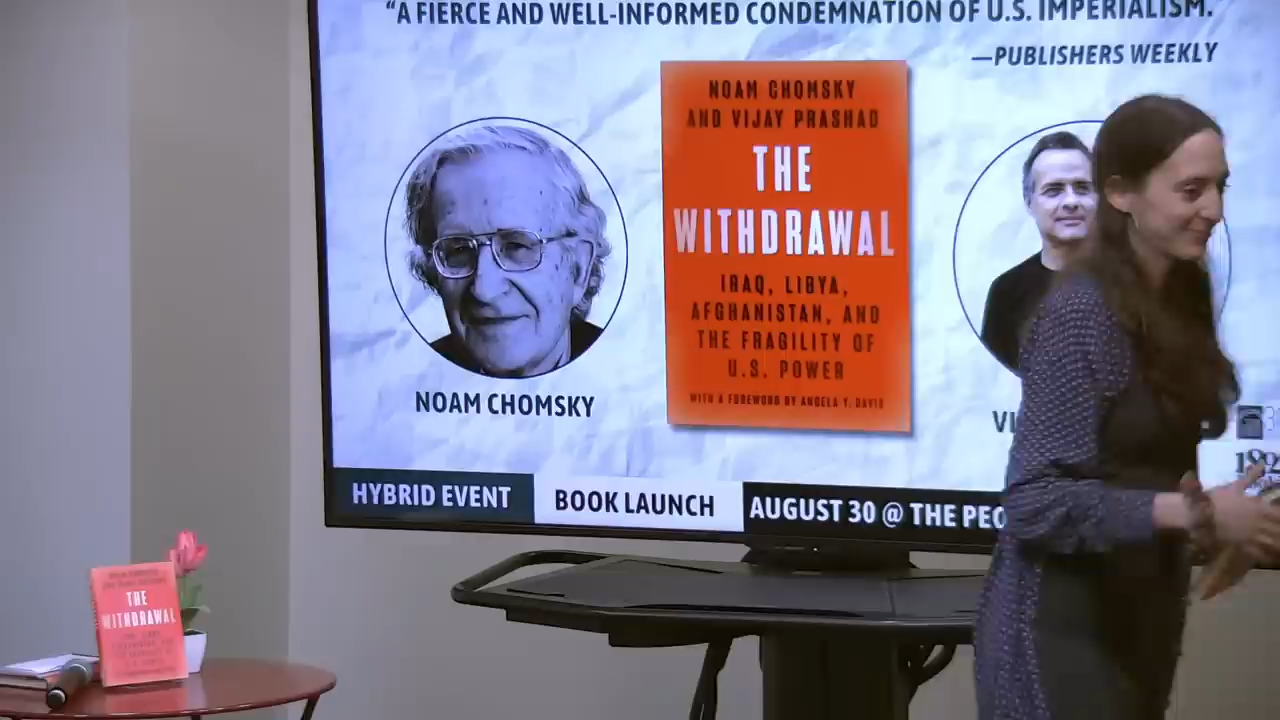 “A FIERCE AND WELL-INFORMED CONDEMNATION OF U.S. IMPERIALISM.”
—PUBLISHERS WEEKLY
NOAM CHOMSKY
AND VIJAY PRASHAD
THE
WITHDRAWAL
IRAQ, LIBYA,
AFGHANISTAN, AND
THE FRAGILITY OF
U.S. POWER
WITH A FOREWORD BY ANGELA Y. DAVIS
NOAM CHOMSKY
VI
HYBRID EVENT
BOOK LAUNCH
AUGUST 30 @ THE PEO
THE
WITHDRAWAL